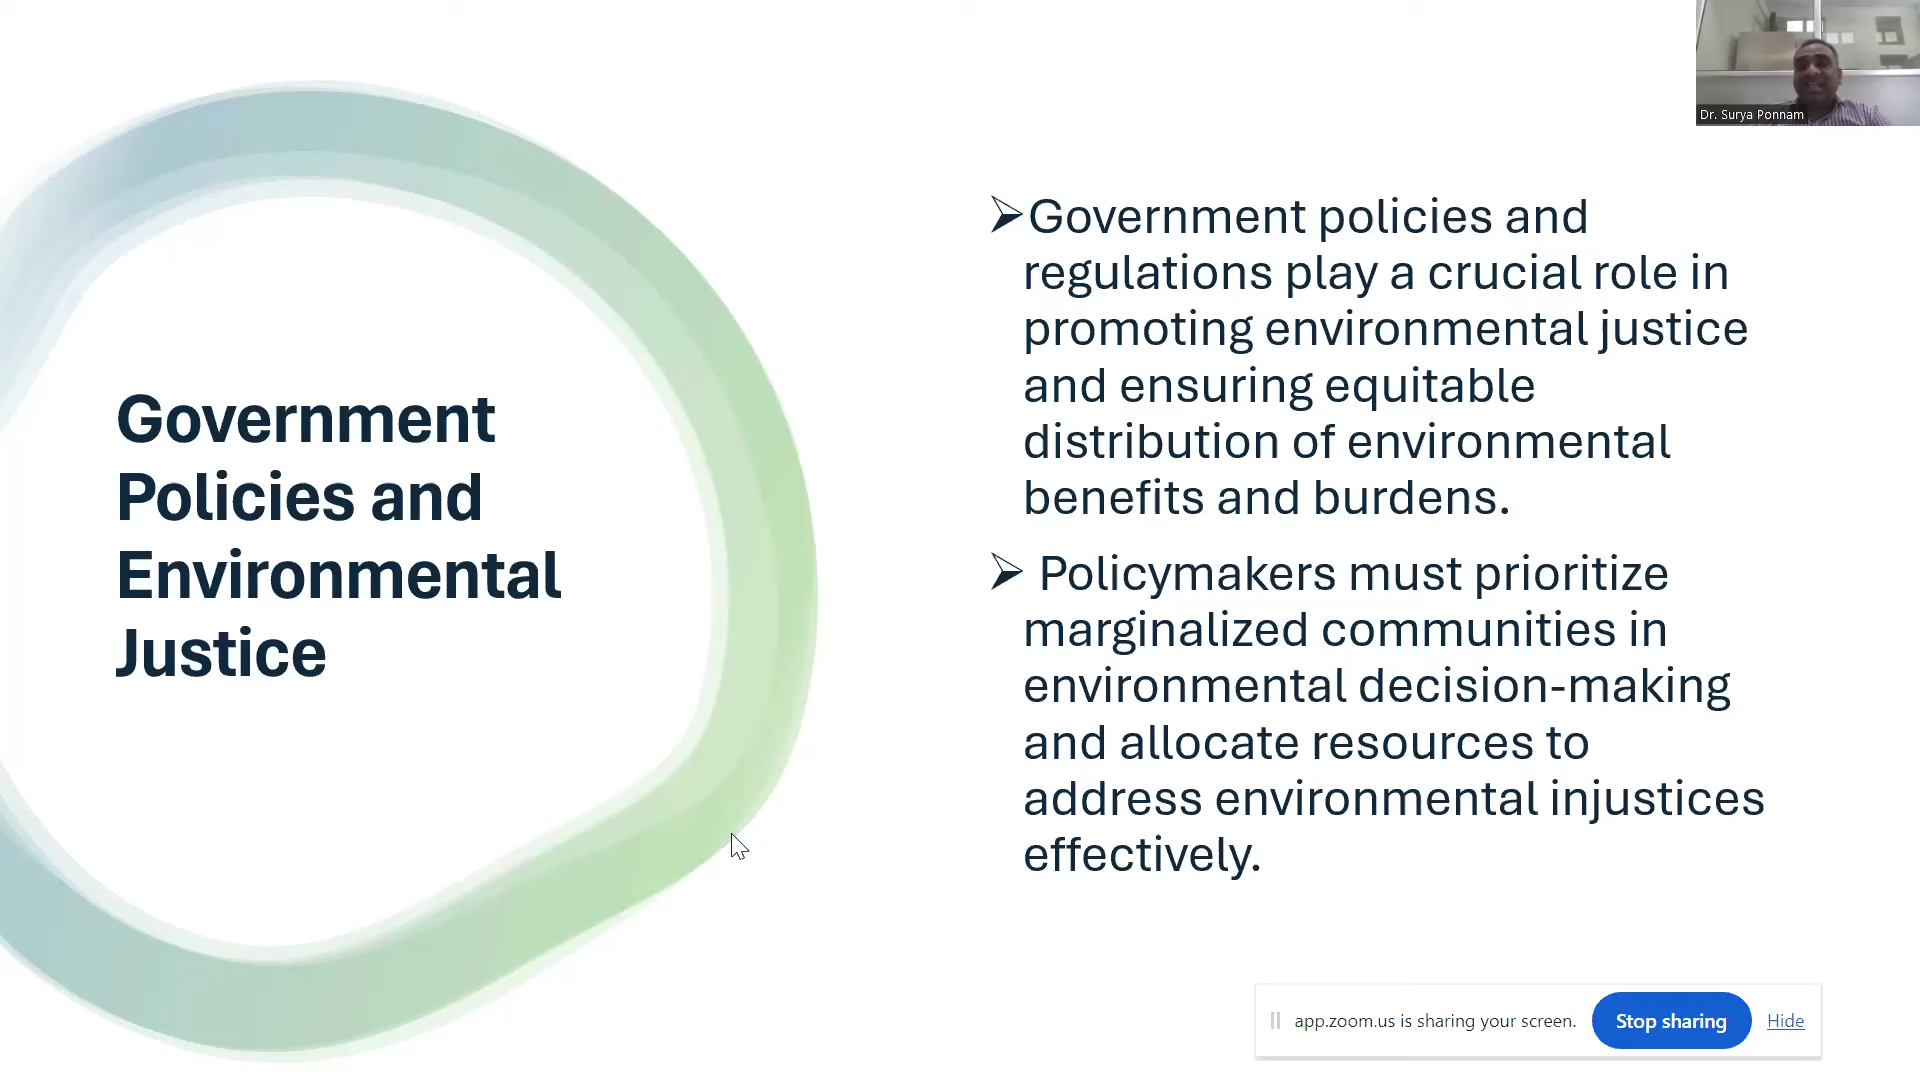 Dr. Surya Ponnam
Government
Policies and
Environmental
Justice
➢Government policies and
regulations play a crucial role in
promoting environmental justice
and ensuring equitable
distribution of environmental
benefits and burdens.
➢ Policymakers must prioritize
marginalized communities in
environmental decision-making
and allocate resources to
address environmental injustices
effectively.
app.zoom.us is sharing your screen. Stop sharing Hide